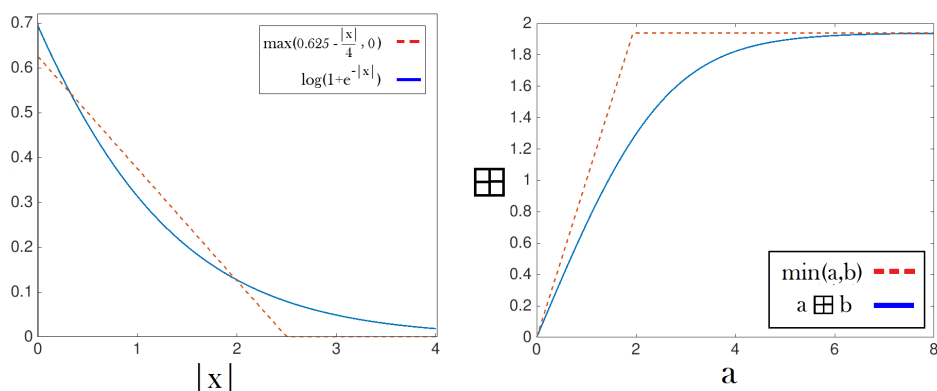 0.7
0.6
0.5
0.4
0.3
0.2
0.1
0
0 1 2 3 4
|x|
max(0.625 - |x|/4 , 0)
log(1+e^-|x|)
2
1.8
1.6
1.4
1.2
1
0.8
0.6
0.4
0.2
0
0 2 4 6 8
⊞
a
min(a,b)
a ⊞ b